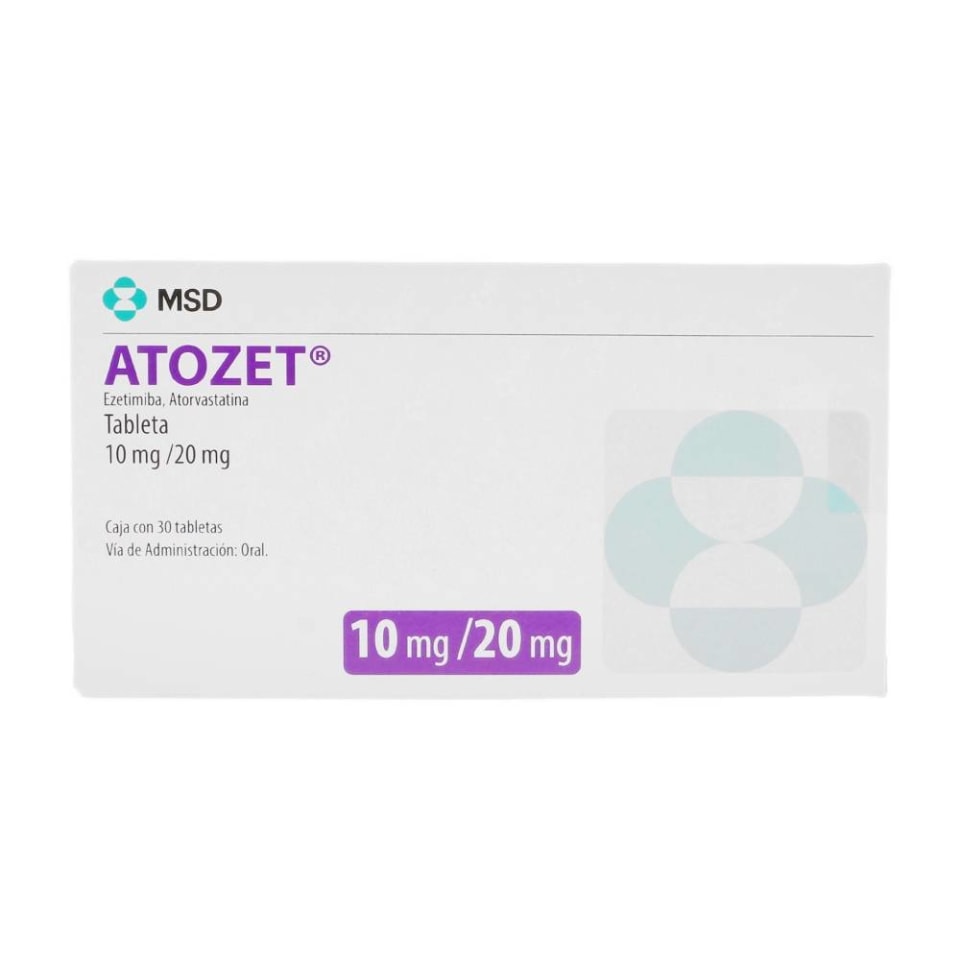 MSD
ATOZET®
Ezetimiba, Atorvastatina
Tableta
10 mg /20 mg
Caja con 30 tabletas
Vía de Administración: Oral.
10 mg /20 mg